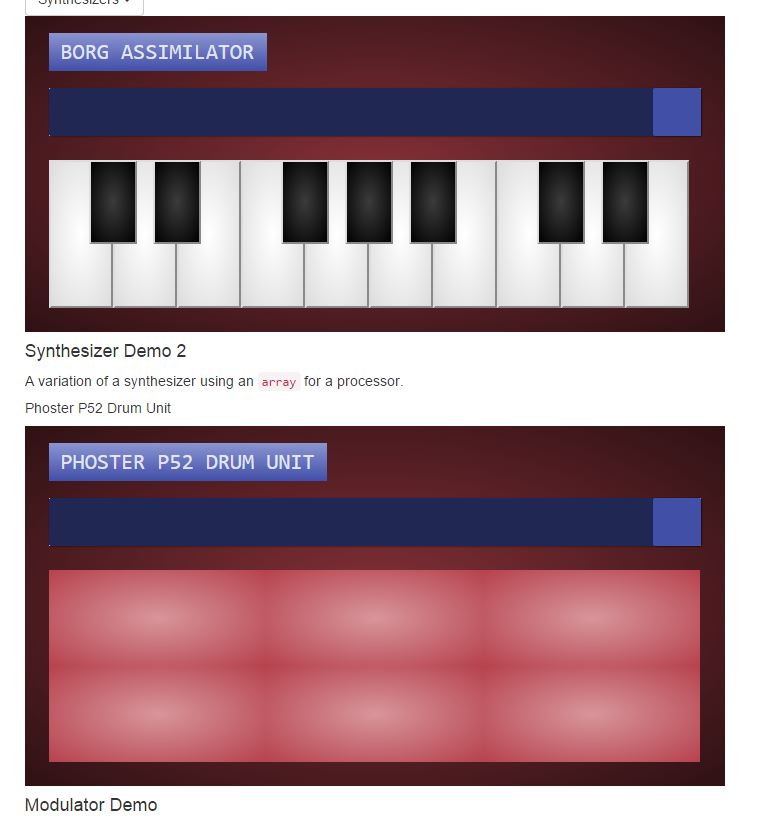 Synthesizers
BORG ASSIMILATOR
Synthesizer Demo 2
A variation of a synthesizer using an array for a processor.
Phoster P52 Drum Unit
PHOSTER P52 DRUM UNIT
Modulator Demo